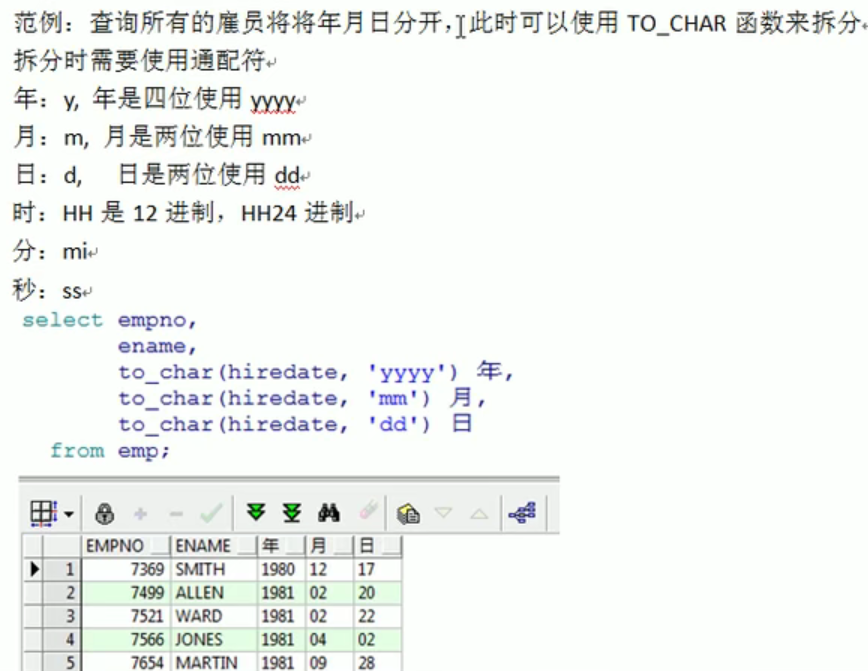 范例：查询所有的雇员将将年月日分开，此时可以使用 TO_CHAR 函数来拆分
拆分时需要使用通配符
年：y, 年是四位使用 yyyy
月：m, 月是两位使用 mm
日：d, 日是两位使用 dd
时：HH 是 12 进制，HH24 进制
分：mi
秒：ss
select empno,
ename,
to_char(hiredate, 'yyyy') 年,
to_char(hiredate, 'mm') 月,
to_char(hiredate, 'dd') 日
from emp;
EMPNO ENAME 年 月 日
1 7369 SMITH 1980 12 17
2 7499 ALLEN 1981 02 20
3 7521 WARD 1981 02 22
4 7566 JONES 1981 04 02
5 7654 MARTIN 1981 09 28